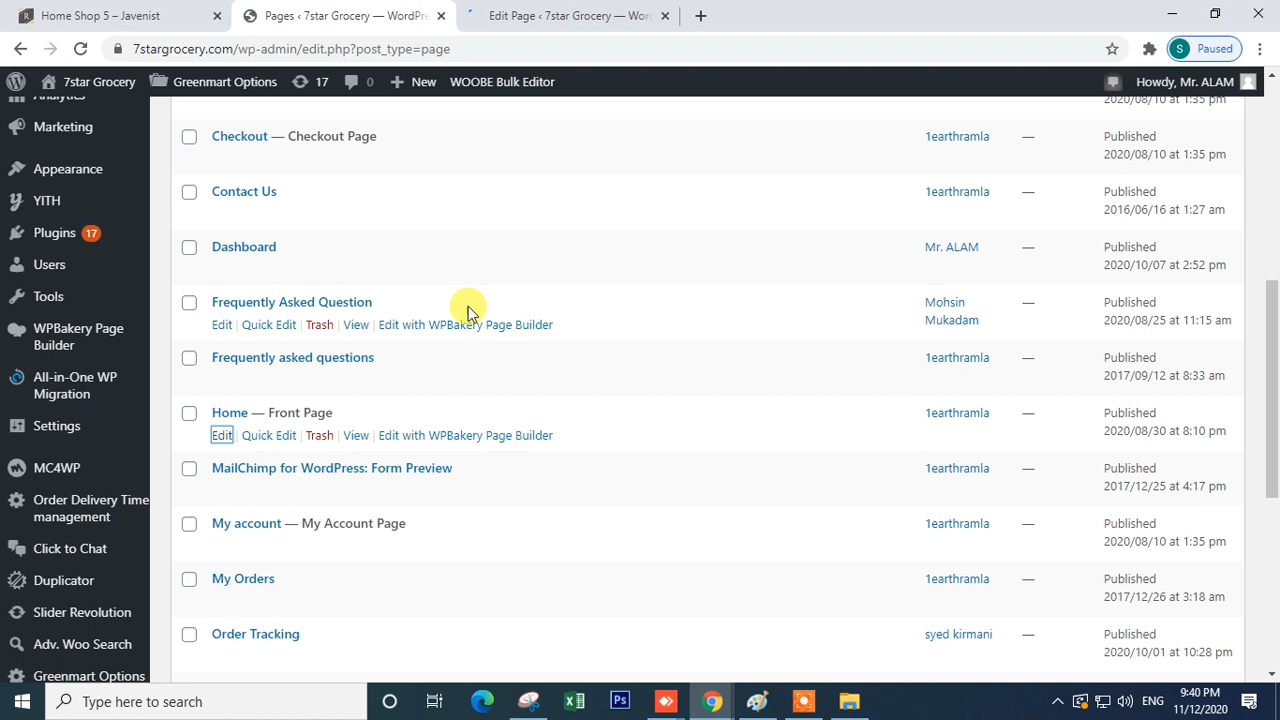 Home Shop 5 – Javenist
Pages ‹ 7star Grocery — WordPre
Edit Page ‹ 7star Grocery — Wor
7stargrocery.com/wp-admin/edit.php?post_type=page
S Paused
7star Grocery Greenmart Options 17 0 New WOOBE Bulk Editor Howdy, Mr. ALAM
Analytics
Marketing
Appearance
YITH
Plugins 17
Users
Tools
WPBakery Page
Builder
All-in-One WP
Migration
Settings
MC4WP
Order Delivery Time
management
Click to Chat
Duplicator
Slider Revolution
Adv. Woo Search
Greenmart Options
2020/08/10 at 1:35 pm
Checkout — Checkout Page 1earthramla — Published
2020/08/10 at 1:35 pm
Contact Us 1earthramla — Published
2016/06/16 at 1:27 am
Dashboard Mr. ALAM — Published
2020/10/07 at 2:52 pm
Frequently Asked Question Mohsin — Published
Edit | Quick Edit | Trash | View | Edit with WPBakery Page Builder Mukadam 2020/08/25 at 11:15 am
Frequently asked questions 1earthramla — Published
2017/09/12 at 8:33 am
Home — Front Page 1earthramla — Published
Edit | Quick Edit | Trash | View | Edit with WPBakery Page Builder 2020/08/30 at 8:10 pm
MailChimp for WordPress: Form Preview 1earthramla — Published
2017/12/25 at 4:17 pm
My account — My Account Page 1earthramla — Published
2020/08/10 at 1:35 pm
My Orders 1earthramla — Published
2017/12/26 at 3:18 am
Order Tracking syed kirmani — Published
2020/10/01 at 10:28 pm
Type here to search
Ps
ENG
9:40 PM
11/12/2020